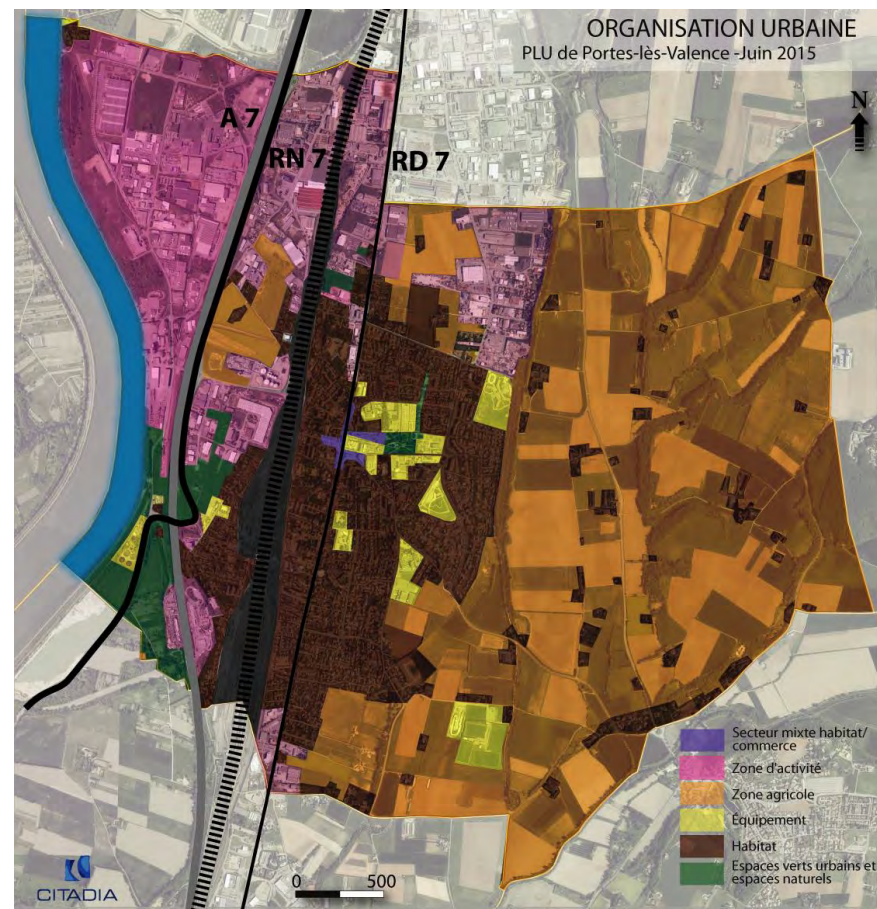 ORGANISATION URBAINE
PLU de Portes-lès-Valence -Juin 2015
N
A 7
RN 7
RD 7
Secteur mixte habitat/
commerce
Zone d'activité
Zone agricole
Équipement
Habitat
Espaces verts urbains et
espaces naturels
CITADIA
0 500